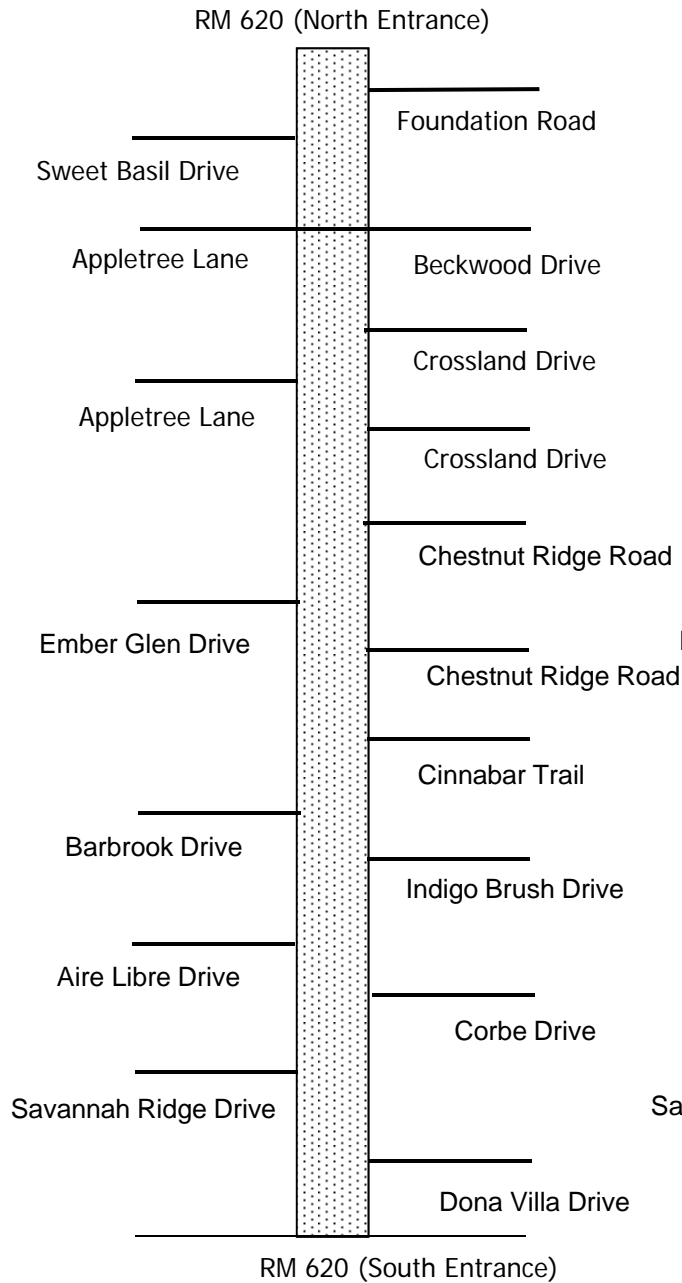 RM 620 (North Entrance)
Foundation Road
Sweet Basil Drive
Appletree Lane
Beckwood Drive
Crossland Drive
Appletree Lane
Crossland Drive
Chestnut Ridge Road
Ember Glen Drive
Chestnut Ridge Road
Cinnabar Trail
Barbrook Drive
Indigo Brush Drive
Aire Libre Drive
Corbe Drive
Savannah Ridge Drive
Sa
Dona Villa Drive
RM 620 (South Entrance)